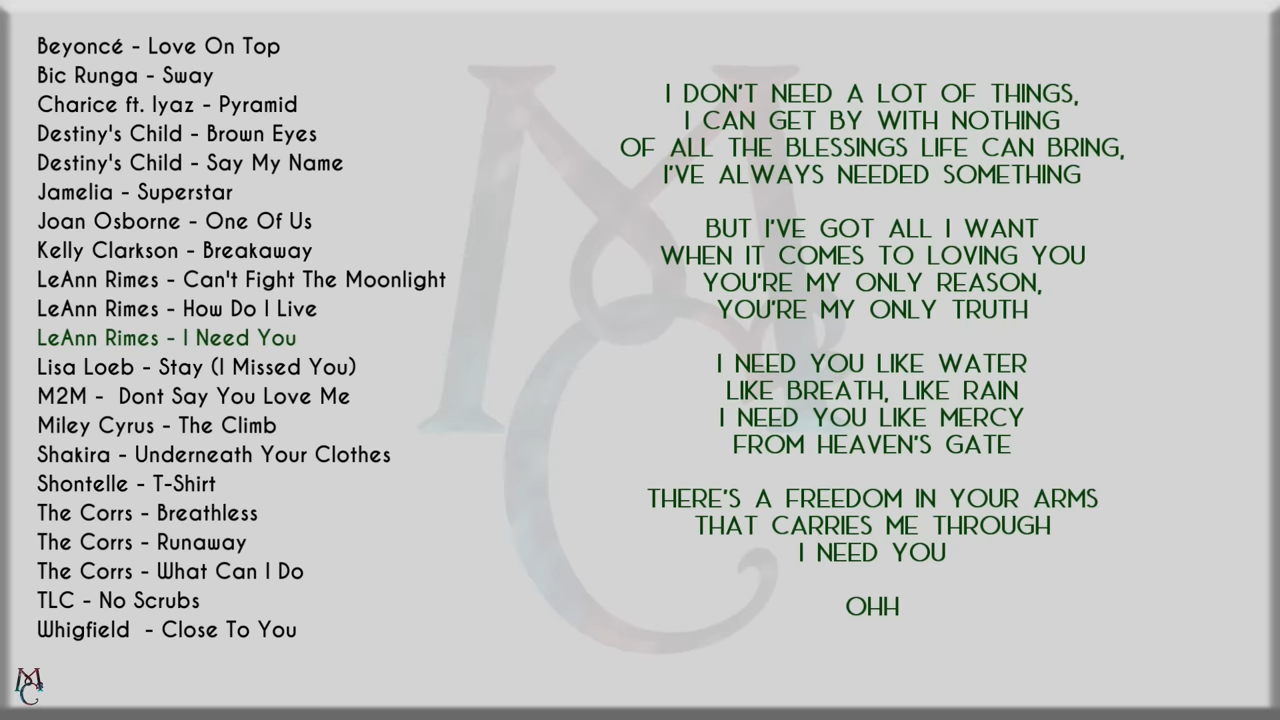 Beyoncé - Love On Top
Bic Runga - Sway
Charice ft. Iyaz - Pyramid
Destiny's Child - Brown Eyes
Destiny's Child - Say My Name
Jamelia - Superstar
Joan Osborne - One Of Us
Kelly Clarkson - Breakaway
LeAnn Rimes - Can't Fight The Moonlight
LeAnn Rimes - How Do I Live
LeAnn Rimes - I Need You
Lisa Loeb - Stay (I Missed You)
M2M -  Dont Say You Love Me
Miley Cyrus - The Climb
Shakira - Underneath Your Clothes
Shontelle - T-Shirt
The Corrs - Breathless
The Corrs - Runaway
The Corrs - What Can I Do
TLC - No Scrubs
Whigfield  - Close To You
I DON'T NEED A LOT OF THINGS,
I CAN GET BY WITH NOTHING
OF ALL THE BLESSINGS LIFE CAN BRING,
I'VE ALWAYS NEEDED SOMETHING
BUT I'VE GOT ALL I WANT
WHEN IT COMES TO LOVING YOU
YOU'RE MY ONLY REASON,
YOU'RE MY ONLY TRUTH
I NEED YOU LIKE WATER
LIKE BREATH, LIKE RAIN
I NEED YOU LIKE MERCY
FROM HEAVEN'S GATE
THERE'S A FREEDOM IN YOUR ARMS
THAT CARRIES ME THROUGH
I NEED YOU
OHH
MC